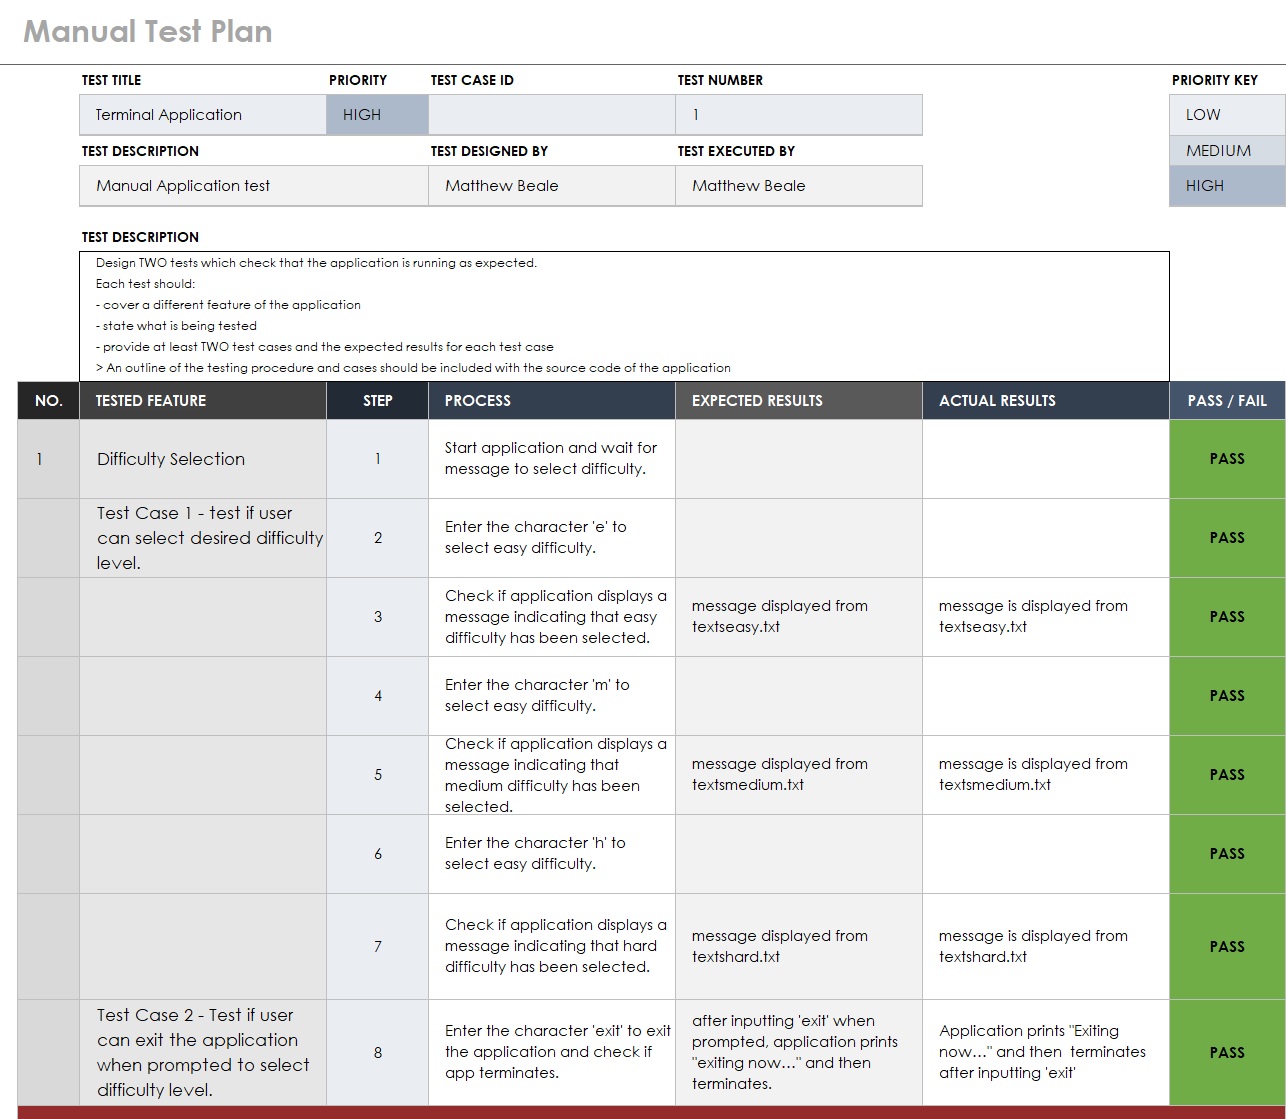 Manual Test Plan
TEST TITLE PRIORITY TEST CASE ID TEST NUMBER PRIORITY KEY
Terminal Application HIGH 1 LOW
TEST DESCRIPTION TEST DESIGNED BY TEST EXECUTED BY MEDIUM
Manual Application test Matthew Beale Matthew Beale HIGH
TEST DESCRIPTION
Design TWO tests which check that the application is running as expected.
Each test should:
- cover a different feature of the application
- state what is being tested
- provide at least TWO test cases and the expected results for each test case
> An outline of the testing procedure and cases should be included with the source code of the application
NO. TESTED FEATURE STEP PROCESS EXPECTED RESULTS ACTUAL RESULTS PASS / FAIL
1 Difficulty Selection 1
Start application and wait for
message to select difficulty.
PASS
Test Case 1 - test if user
can select desired difficulty
level.
2
Enter the character 'e' to
select easy difficulty.
PASS
3
Check if application displays a
message indicating that easy
difficulty has been selected.
message displayed from
textseasy.txt
message is displayed from
textseasy.txt
PASS
4
Enter the character 'm' to
select easy difficulty.
PASS
5
Check if application displays a
message indicating that
medium difficulty has been
selected.
message displayed from
textsmedium.txt
message is displayed from
textsmedium.txt
PASS
6
Enter the character 'h' to
select easy difficulty.
PASS
7
Check if application displays a
message indicating that hard
difficulty has been selected.
message displayed from
textshard.txt
message is displayed from
textshard.txt
PASS
Test Case 2 - Test if user
can exit the application
when prompted to select
difficulty level.
8
Enter the character 'exit' to exit
the application and check if
app terminates.
after inputting 'exit' when
prompted, application prints
"exiting now…" and then
terminates.
Application prints "Exiting
now…" and then  terminates
after inputting 'exit'
PASS